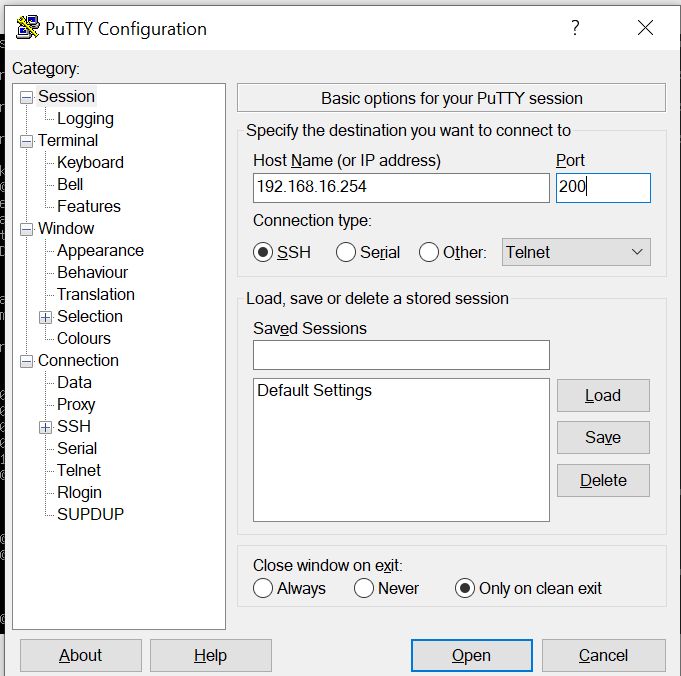 PuTTY Configuration
?
Category:
Session
Logging
Terminal
Keyboard
Bell
Features
Window
Appearance
Behaviour
Translation
Selection
Colours
Connection
Data
Proxy
SSH
Serial
Telnet
Rlogin
SUPDUP
Basic options for your PuTTY session
Specify the destination you want to connect to
Host Name (or IP address) Port
192.168.16.254 200
Connection type:
SSH Serial Other: Telnet
Load, save or delete a stored session
Saved Sessions
Default Settings
Load
Save
Delete
Close window on exit:
Always Never Only on clean exit
About Help Open Cancel